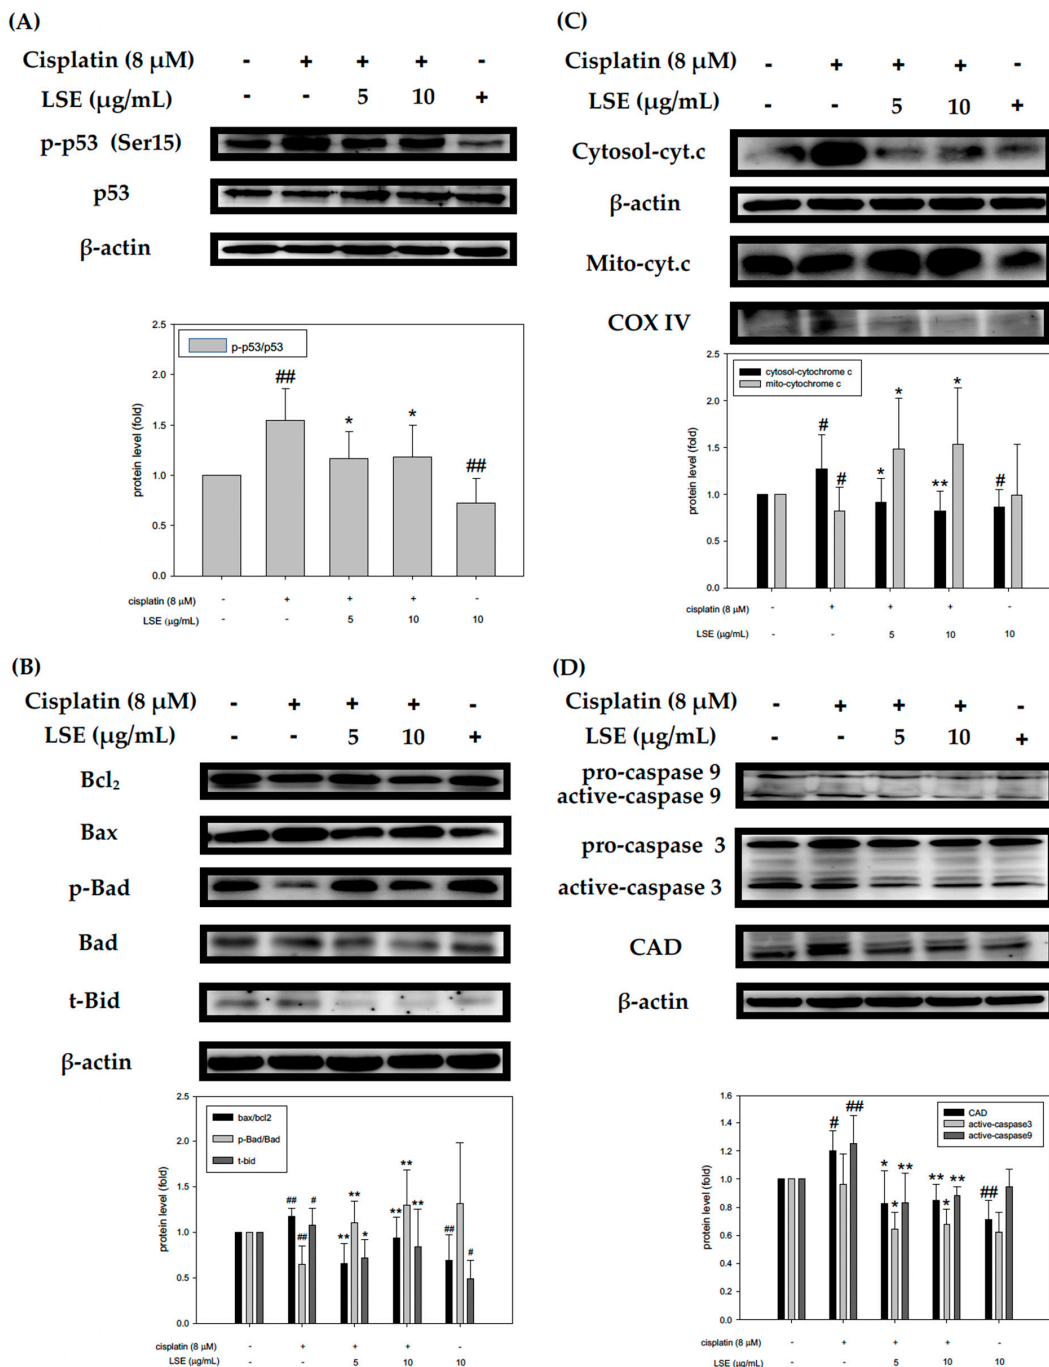 (A)
Cisplatin (8 μM) - + + + -
LSE (μg/mL) - - 5 10 +
p-p53 (Ser15)
p53
β-actin
2.5
2.0
1.5
1.0
0.5
0.0
protein level (fold)
p-p53/p53
##
*
*
##
cisplatin (8 μM) - + + + -
LSE (μg/mL) - - 5 10 10
(B)
Cisplatin (8 μM) - + + + -
LSE (μg/mL) - - 5 10 +
Bcl₂
Bax
p-Bad
Bad
t-Bid
β-actin
2.5
2.0
1.5
1.0
0.5
0.0
protein level (fold)
bax/bcl2
p-Bad/Bad
t-bid
## ## #
** ** *
* ** **
## #
cisplatin (8 μM) - + + + -
LSE (μg/mL) - - 5 10 10
(C)
Cisplatin (8 μM) - + + + -
LSE (μg/mL) - - 5 10 +
Cytosol-cyt.c
β-actin
Mito-cyt.c
COX IV
2.5
2.0
1.5
1.0
0.5
0.0
protein level (fold)
cytosol-cytochrome c
mito-cytochrome c
# #
* *
** *
#
cisplatin (8 μM) - + + + -
LSE (μg/mL) - - 5 10 10
(D)
Cisplatin (8 μM) - + + + -
LSE (μg/mL) - - 5 10 +
pro-caspase 9
active-caspase 9
pro-caspase 3
active-caspase 3
CAD
β-actin
1.6
1.4
1.2
1.0
0.8
0.6
0.4
0.2
0.0
protein level (fold)
CAD
active-caspase3
active-caspase9
# ##
* * **
** * **
##
cisplatin (8 μM) - + + + -
LSE (μg/mL) - - 5 10 10